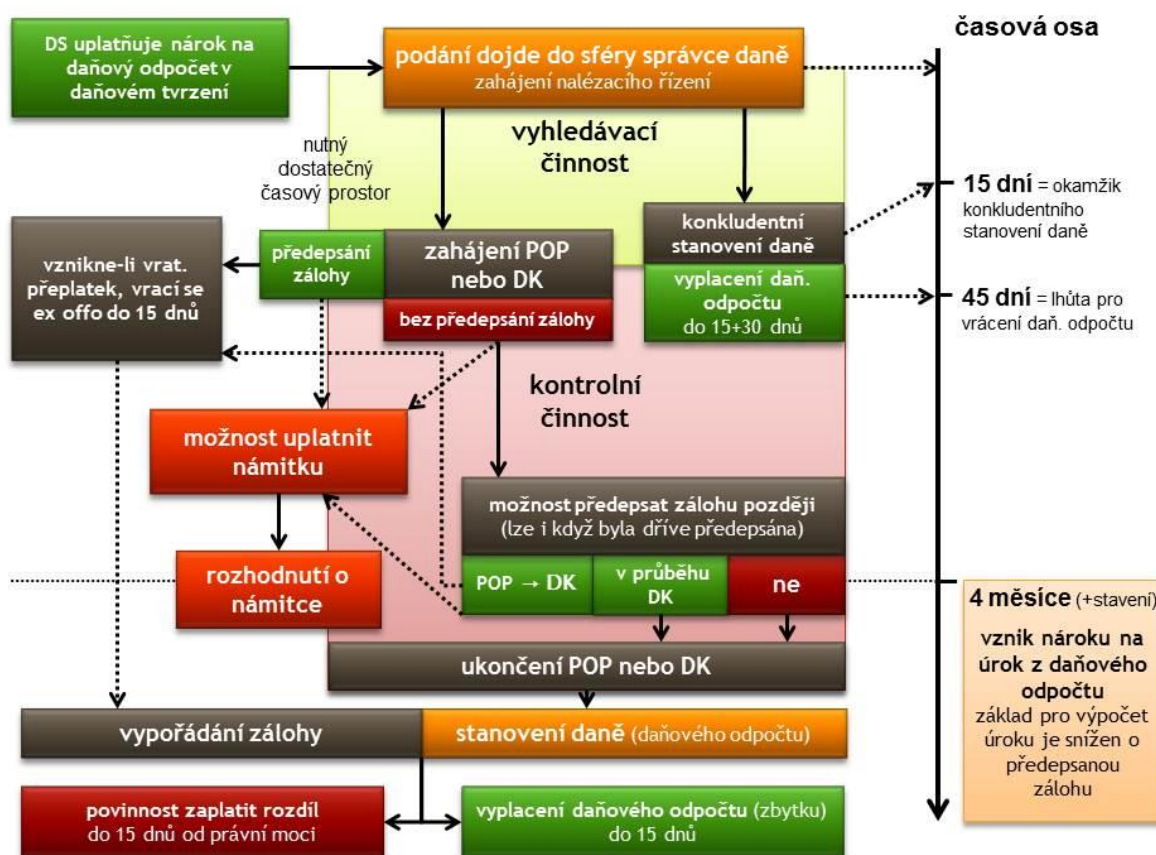 DS uplatňuje nárok na
daňový odpočet v
daňovém tvrzení
podání dojde do sféry správce daně
zahájení nalézacího řízení
časová osa
vyhledávací
činnost
nutný
dostatečný
časový prostor
15 dní = okamžik
konkludentního
stanovení daně
konkludentní
stanovení daně
vyplacení daň.
odpočtu
do 15+30 dnů
45 dní = lhůta pro
vrácení daň. odpočtu
vznikne-li vrat.
přeplatek, vrací se
ex offo do 15 dnů
předepsání
zálohy
zahájení POP
nebo DK
bez předepsání zálohy
kontrolní
činnost
možnost uplatnit
námitku
rozhodnutí o
námitce
možnost předepsat zálohu později
(lze i když byla dříve předepsána)
POP → DK
v průběhu
DK
ne
4 měsíce (+stavení)
vznik nároku na
úrok z daňového
odpočtu
základ pro výpočet
úroku je snížen o
předepsanou
zálohu
ukončení POP nebo DK
vypořádání zálohy
stanovení daně (daňového odpočtu)
povinnost zaplatit rozdíl
do 15 dnů od právní moci
vyplacení daňového odpočtu (zbytku)
do 15 dnů